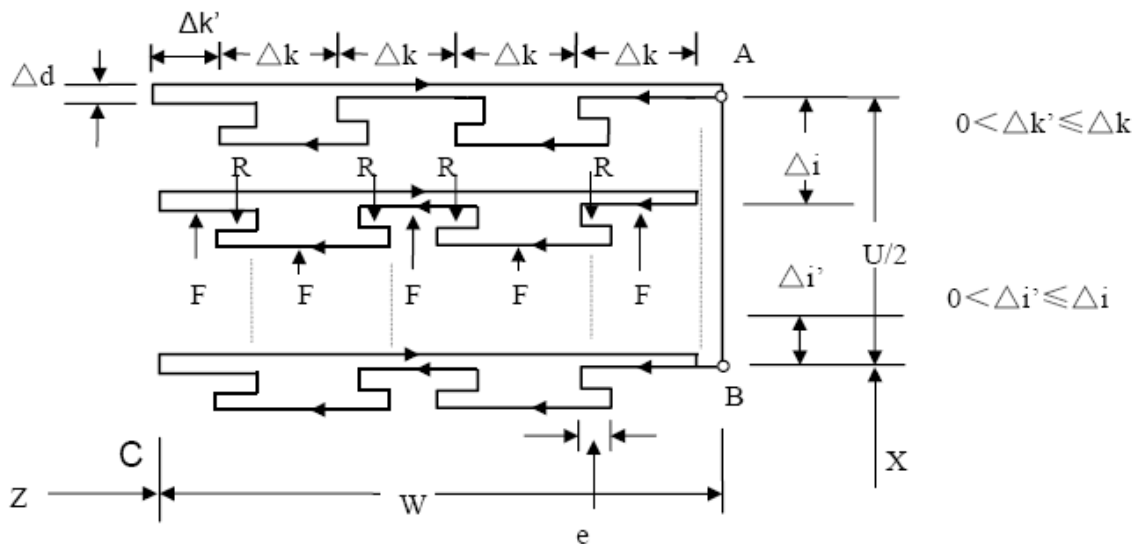 Δk’
△k △k △k △k
A
△d
0＜△k’≤△k
△i
R R R R
U/2
F F F F F
△i’
0＜△i’≤△i
B
C
X
Z
W
e